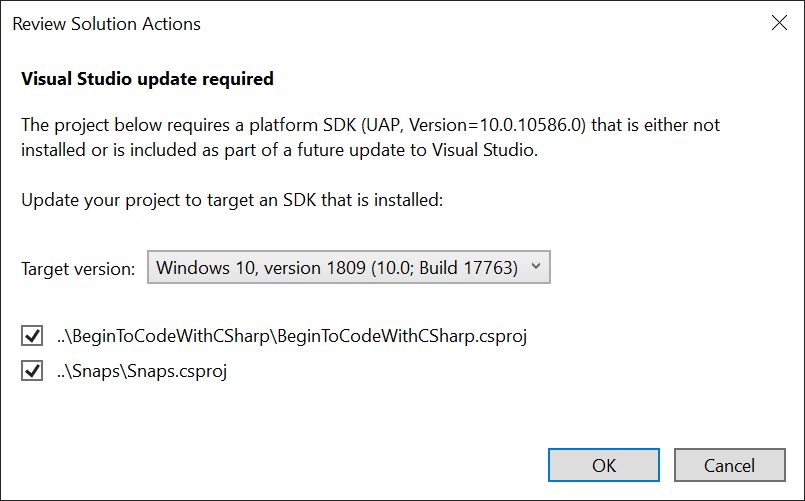 Review Solution Actions
Visual Studio update required
The project below requires a platform SDK (UAP, Version=10.0.10586.0) that is either not
installed or is included as part of a future update to Visual Studio.
Update your project to target an SDK that is installed:
Target version: Windows 10, version 1809 (10.0; Build 17763)
..\BeginToCodeWithCSharp\BeginToCodeWithCSharp.csproj
..\Snaps\Snaps.csproj
OK Cancel